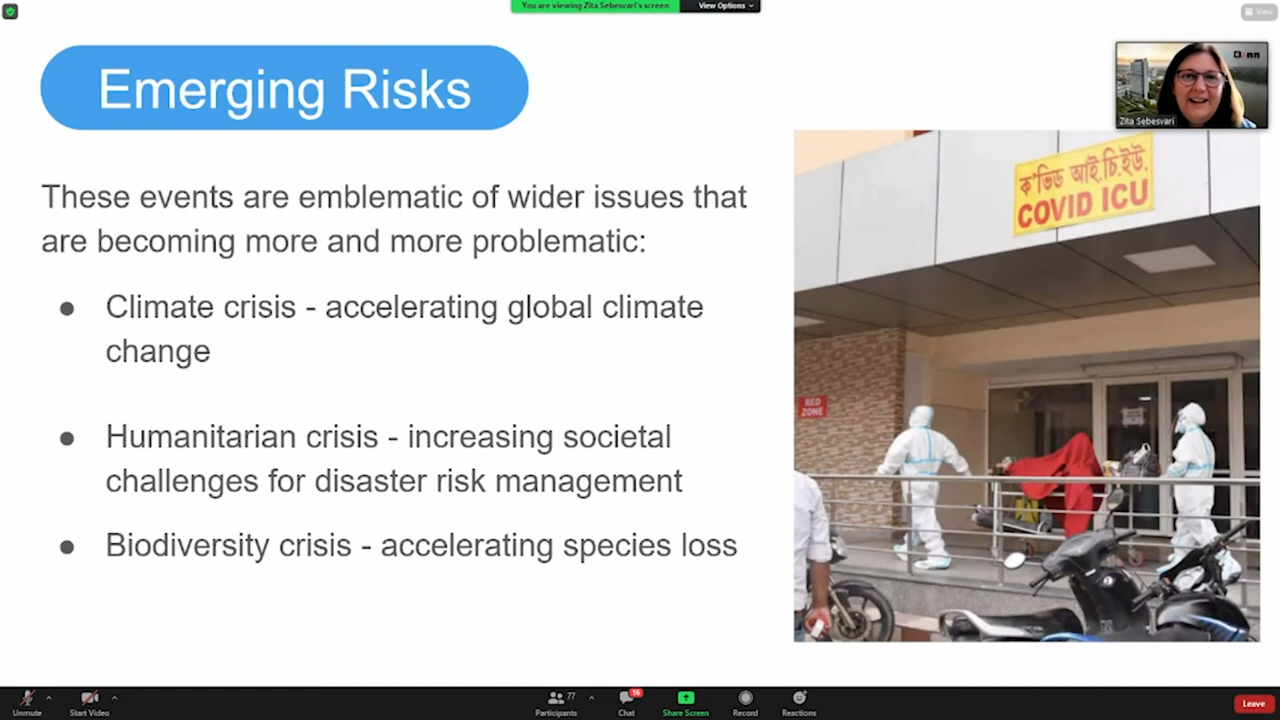 You are viewing Zita Sebesvari's screen
View Options
View
Emerging Risks
Zita Sebesvari
These events are emblematic of wider issues that
are becoming more and more problematic:
● Climate crisis - accelerating global climate
change
● Humanitarian crisis - increasing societal
challenges for disaster risk management
● Biodiversity crisis - accelerating species loss
ক'ভিড আই.চি.ইউ.
COVID ICU
RED
ZONE
Unmute
Start Video
77
Participants
16
Chat
Share Screen
Record
Reactions
Leave